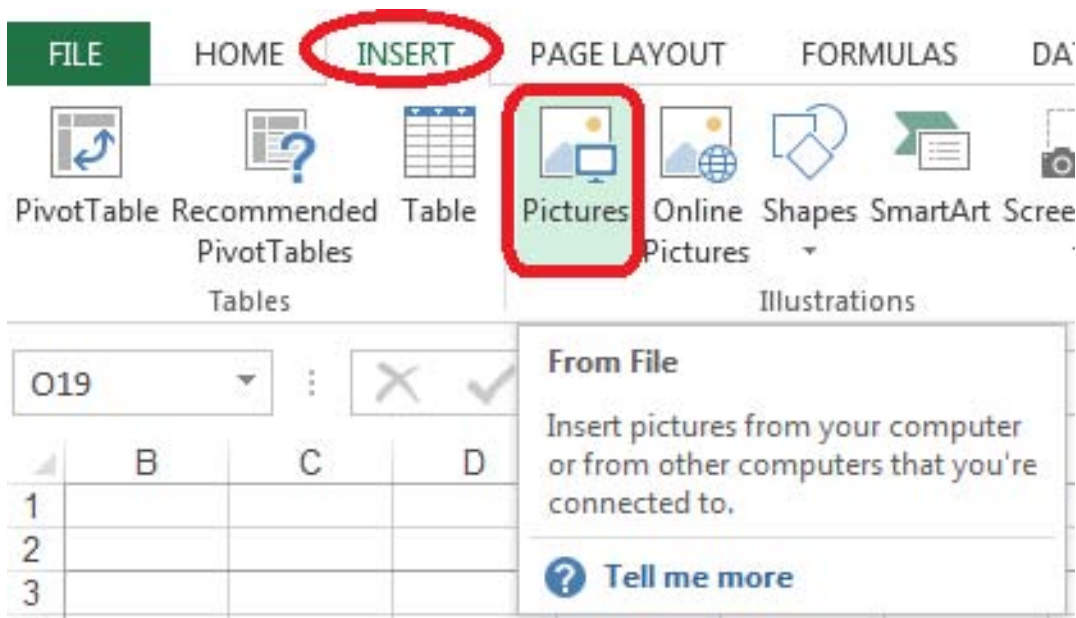 FILE HOME INSERT PAGE LAYOUT FORMULAS DAT
PivotTable Recommended PivotTables Table Pictures Online Pictures Shapes SmartArt Scree
Tables Illustrations
O19
From File
Insert pictures from your computer
or from other computers that you're
connected to.
Tell me more
B C D
1
2
3